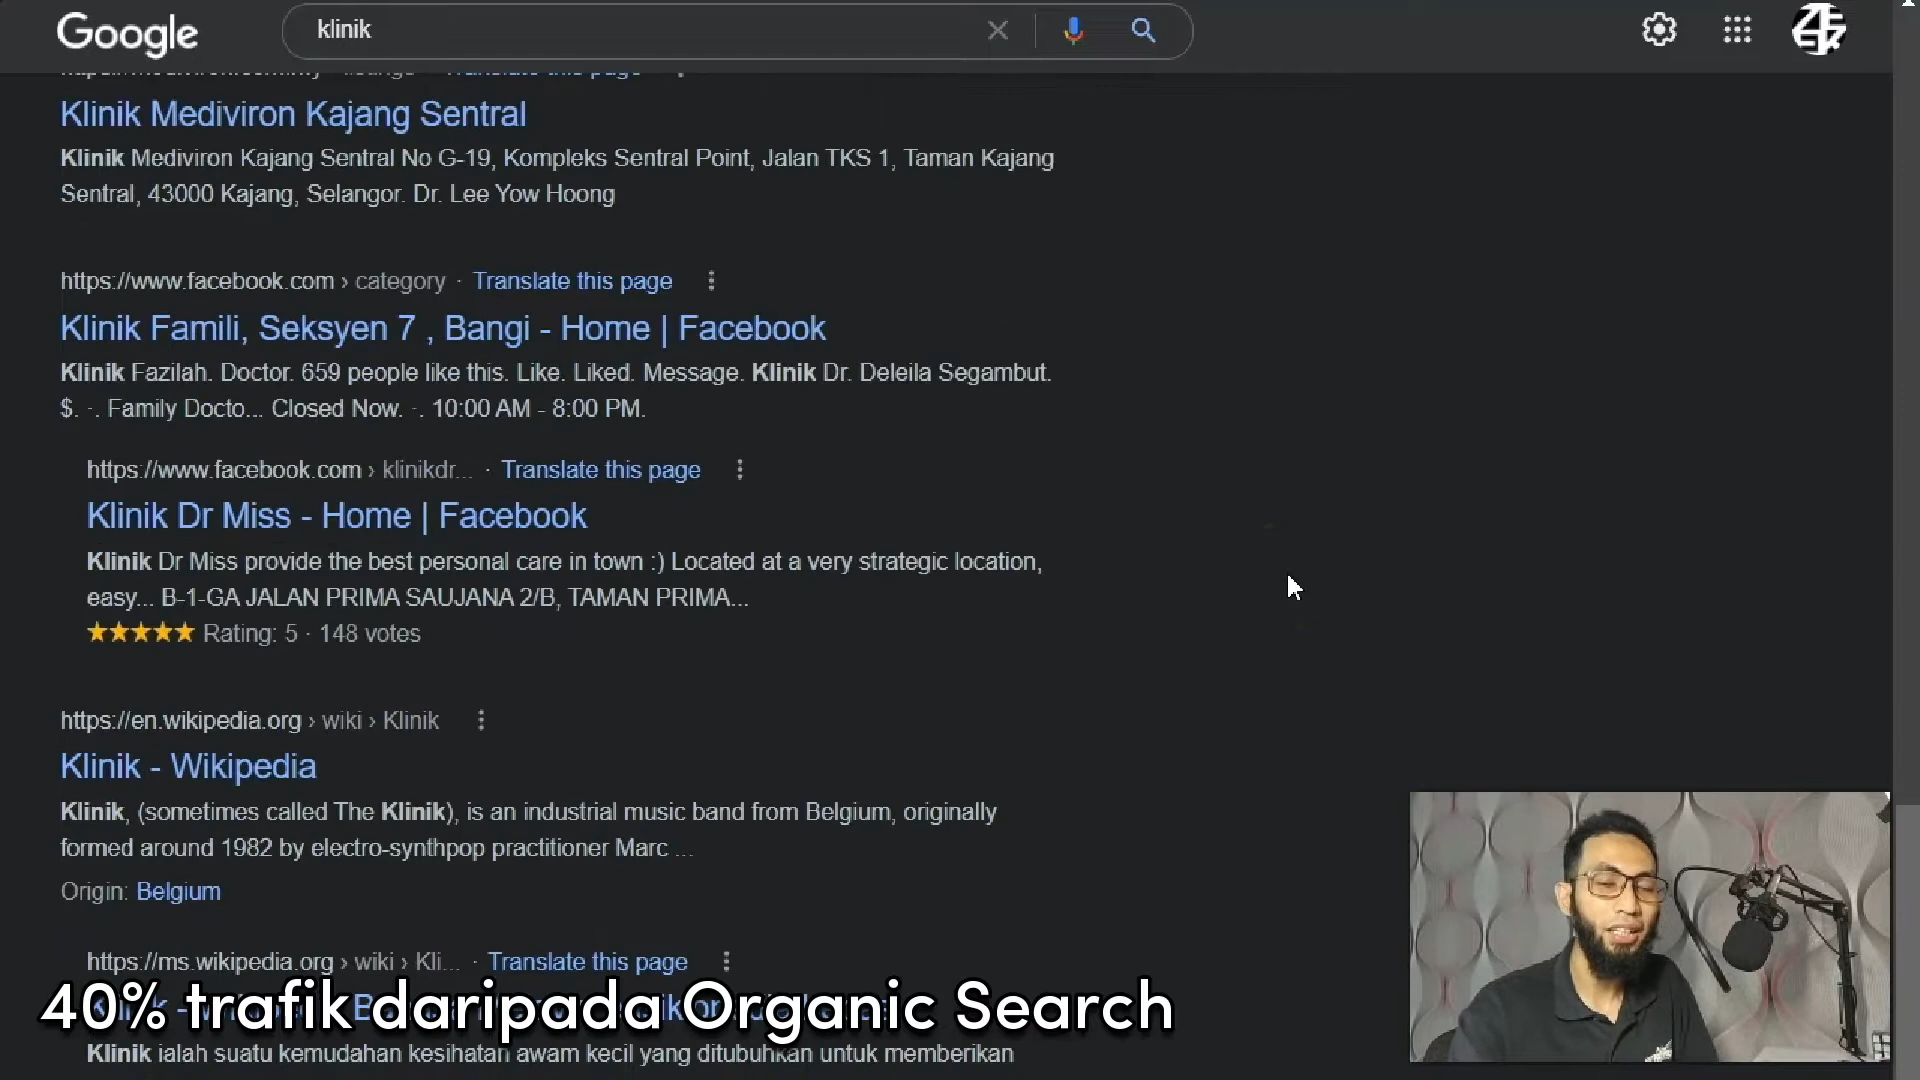 Google
klinik
Translate this page
Klinik Mediviron Kajang Sentral
Klinik Mediviron Kajang Sentral No G-19, Kompleks Sentral Point, Jalan TKS 1, Taman Kajang
Sentral, 43000 Kajang, Selangor. Dr. Lee Yow Hoong
https://www.facebook.com › category · Translate this page
Klinik Famili, Seksyen 7 , Bangi - Home | Facebook
Klinik Fazilah. Doctor. 659 people like this. Like. Liked. Message. Klinik Dr. Deleila Segambut.
$. ·. Family Docto... Closed Now. ·. 10:00 AM - 8:00 PM.
https://www.facebook.com › klinikdr... · Translate this page
Klinik Dr Miss - Home | Facebook
Klinik Dr Miss provide the best personal care in town :) Located at a very strategic location,
easy... B-1-GA JALAN PRIMA SAUJANA 2/B, TAMAN PRIMA...
★★★★★ Rating: 5 · 148 votes
https://en.wikipedia.org › wiki › Klinik
Klinik - Wikipedia
Klinik, (sometimes called The Klinik), is an industrial music band from Belgium, originally
formed around 1982 by electro-synthpop practitioner Marc ...
Origin: Belgium
https://ms.wikipedia.org › wiki › Kli... · Translate this page
40% trafik daripada Organic Search
Klinik ialah suatu kemudahan kesihatan awam kecil yang ditubuhkan untuk memberikan